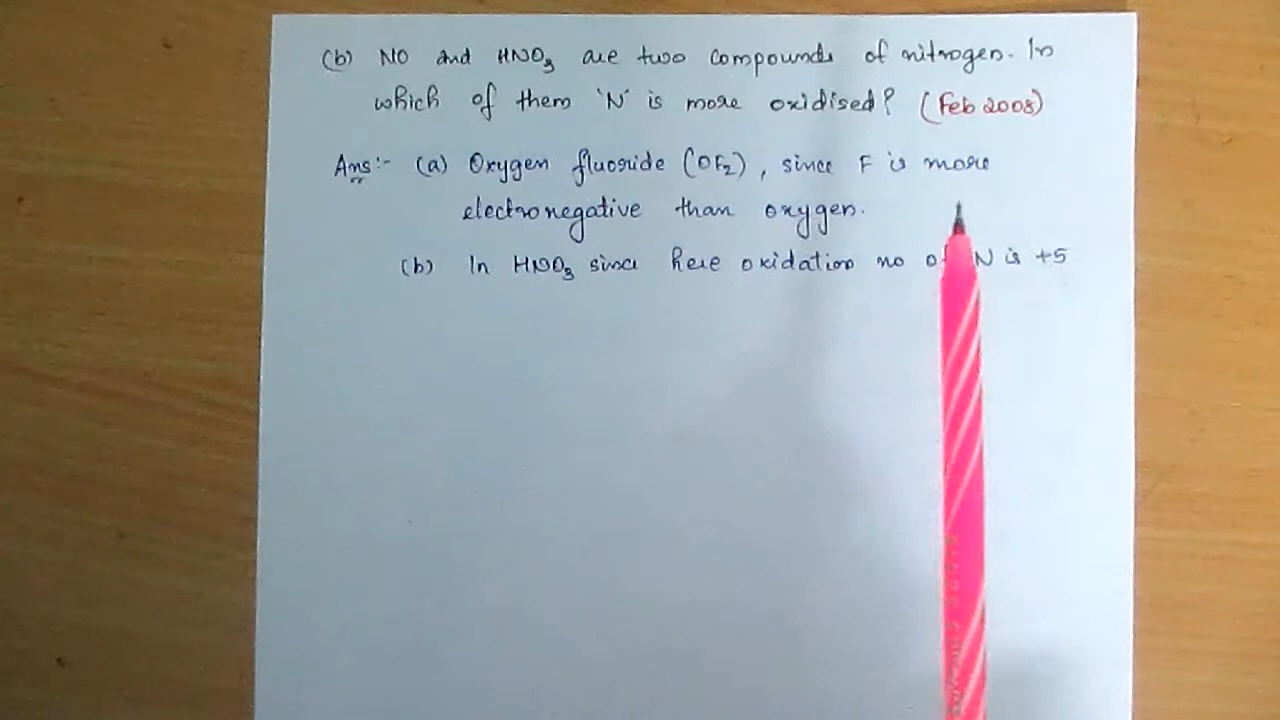 (b) NO and HNO₃ are two compounds of nitrogen. In
which of them 'N' is more oxidised? (Feb 2008)
Ans:- (a) Oxygen fluoride (OF₂), since F is more
electronegative than oxygen.
(b) In HNO₃ since here oxidation no of N is +5